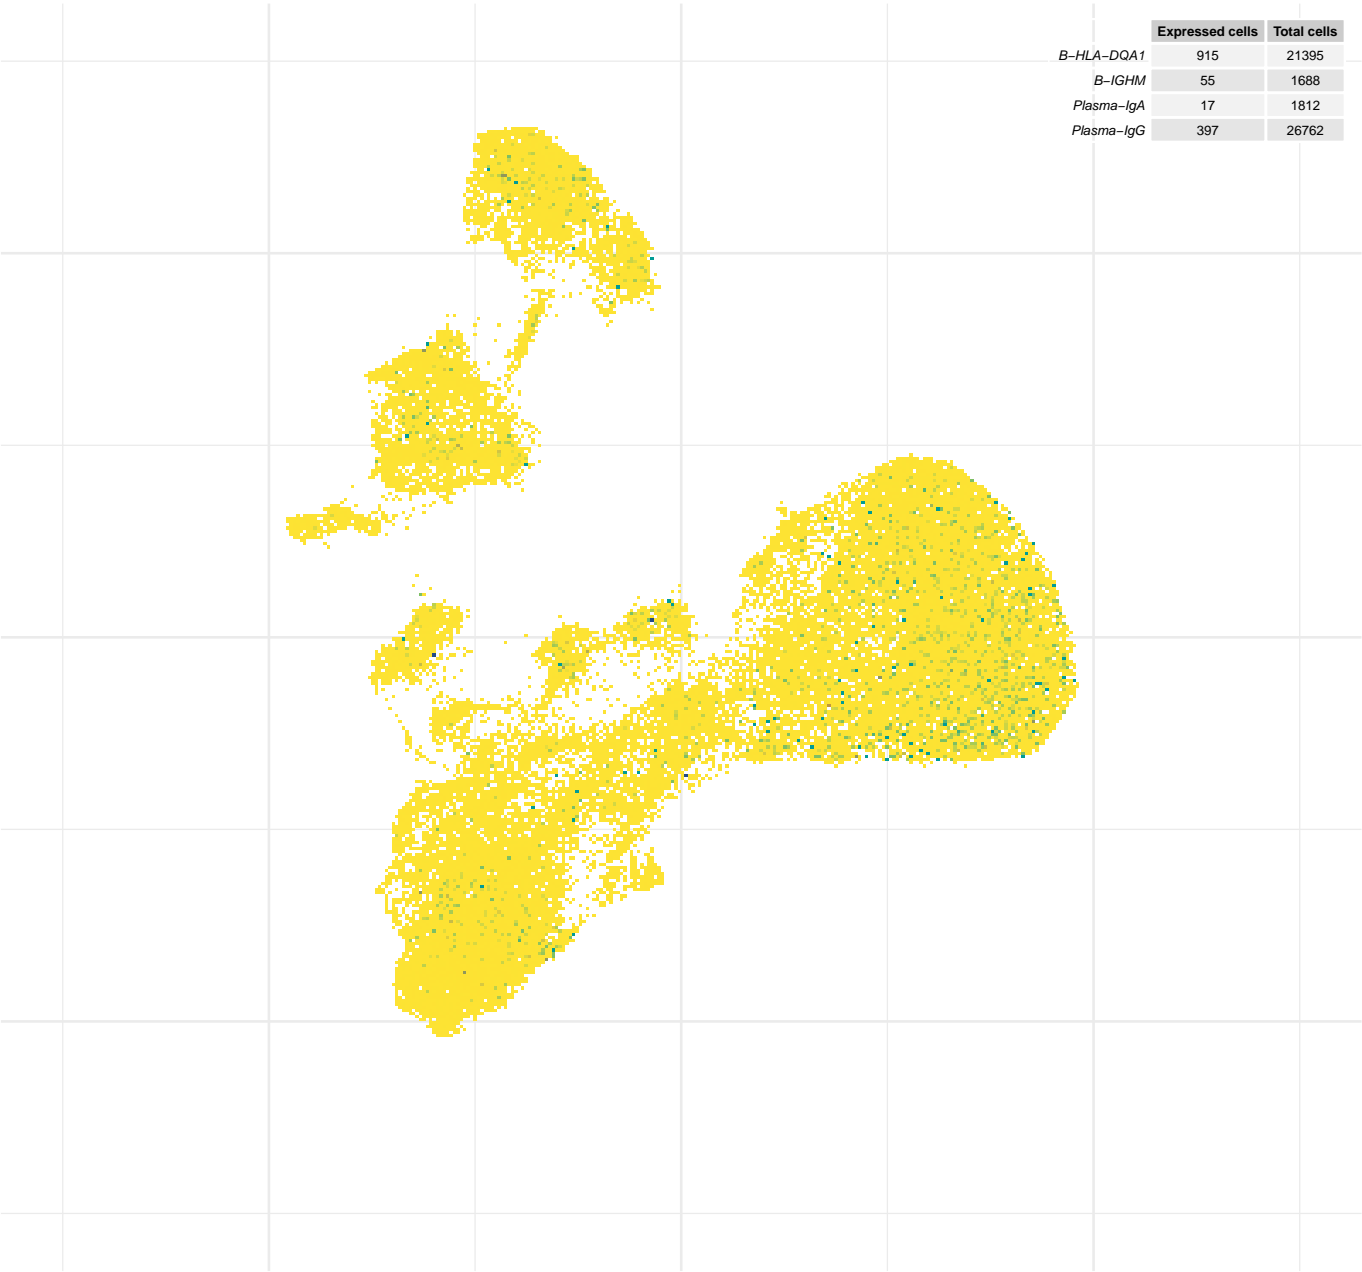 Expressed cells Total cells
B−HLA−DQA1 915 21395
B−IGHM 55 1688
Plasma−IgA 17 1812
Plasma−IgG 397 26762